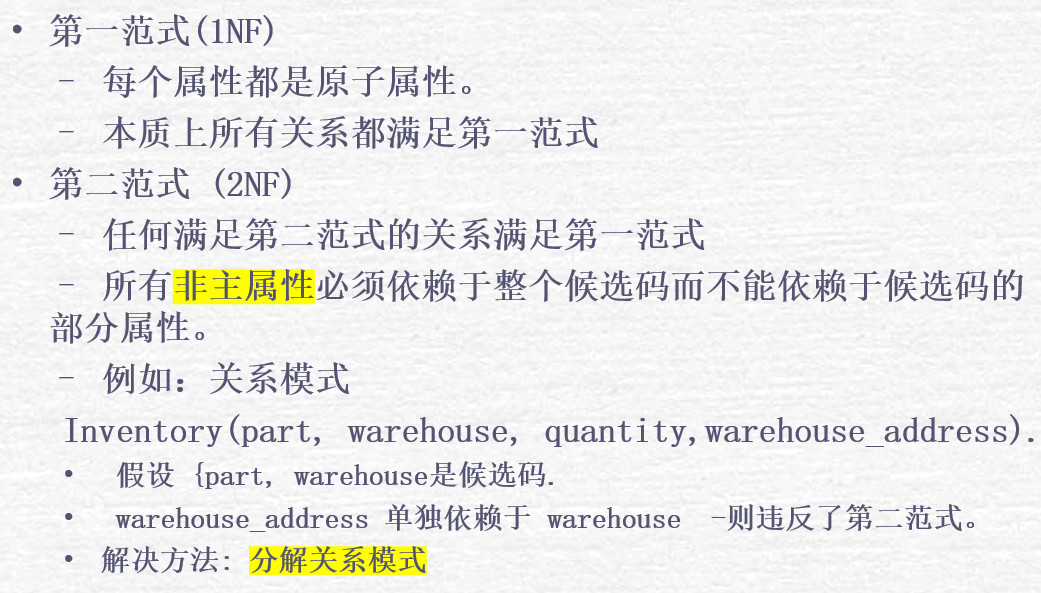 • 第一范式(1NF)
– 每个属性都是原子属性。
– 本质上所有关系都满足第一范式
• 第二范式 (2NF)
– 任何满足第二范式的关系满足第一范式
– 所有非主属性必须依赖于整个候选码而不能依赖于候选码的
部分属性。
– 例如：关系模式
Inventory(part, warehouse, quantity,warehouse_address).
• 假设 {part, warehouse是候选码.
• warehouse_address 单独依赖于 warehouse –则违反了第二范式。
• 解决方法: 分解关系模式